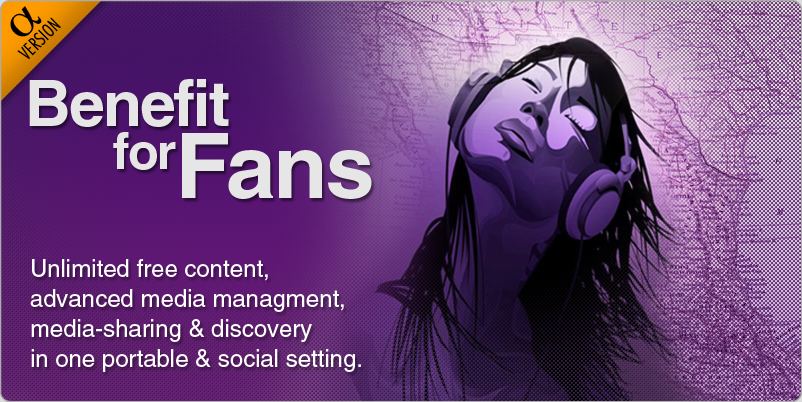 α
VERSION
Benefit
for Fans
Unlimited free content,
advanced media managment,
media-sharing & discovery
in one portable & social setting.